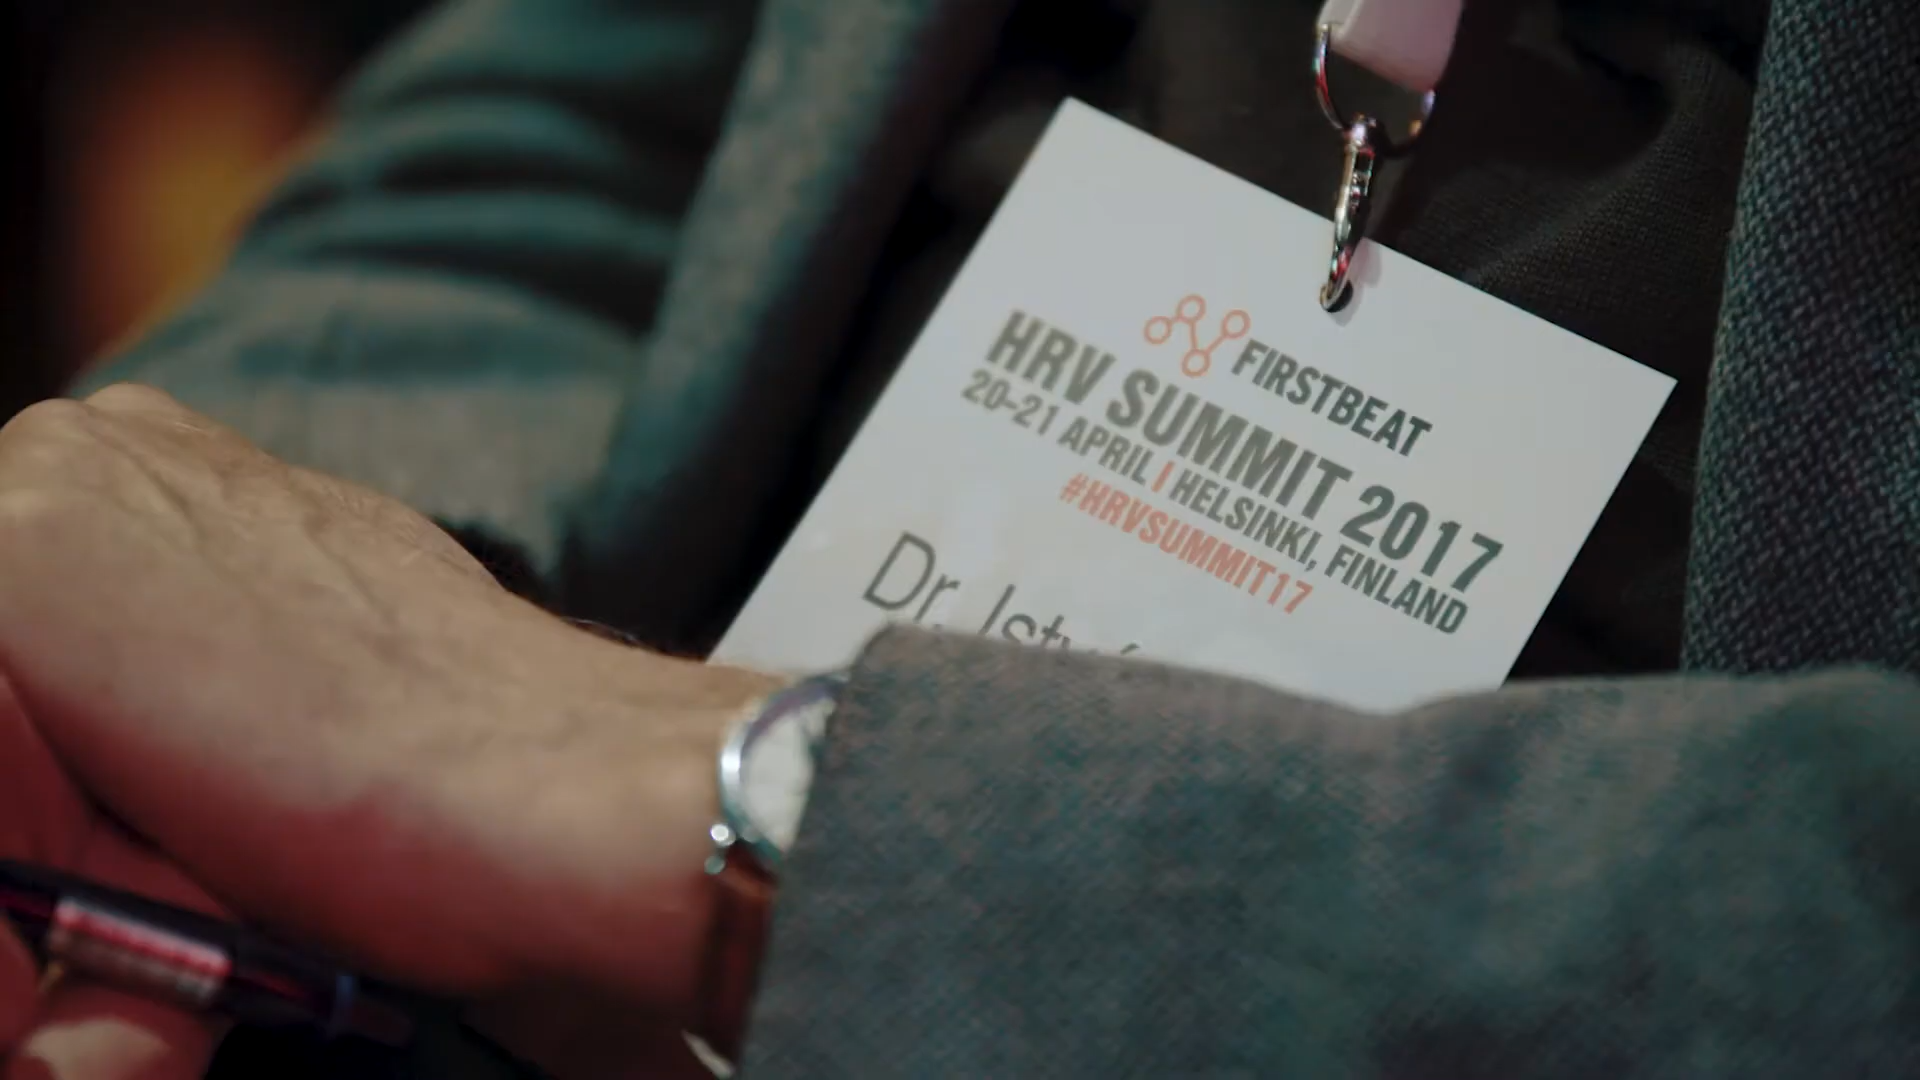 FIRSTBEAT
HRV SUMMIT 2017
20-21 APRIL | HELSINKI, FINLAND
#HRVSUMMIT17
Dr.